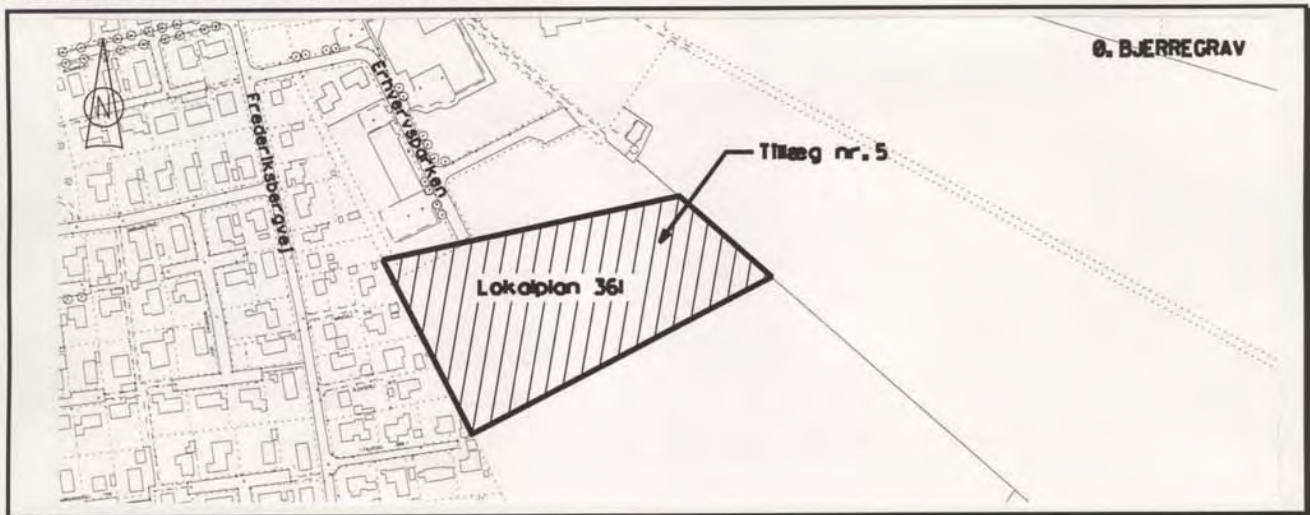 Ø. BJERREGRAV
N
Erhvervsparken
Frederiksbergvej
Tillæg nr. 5
Lokalplan 361